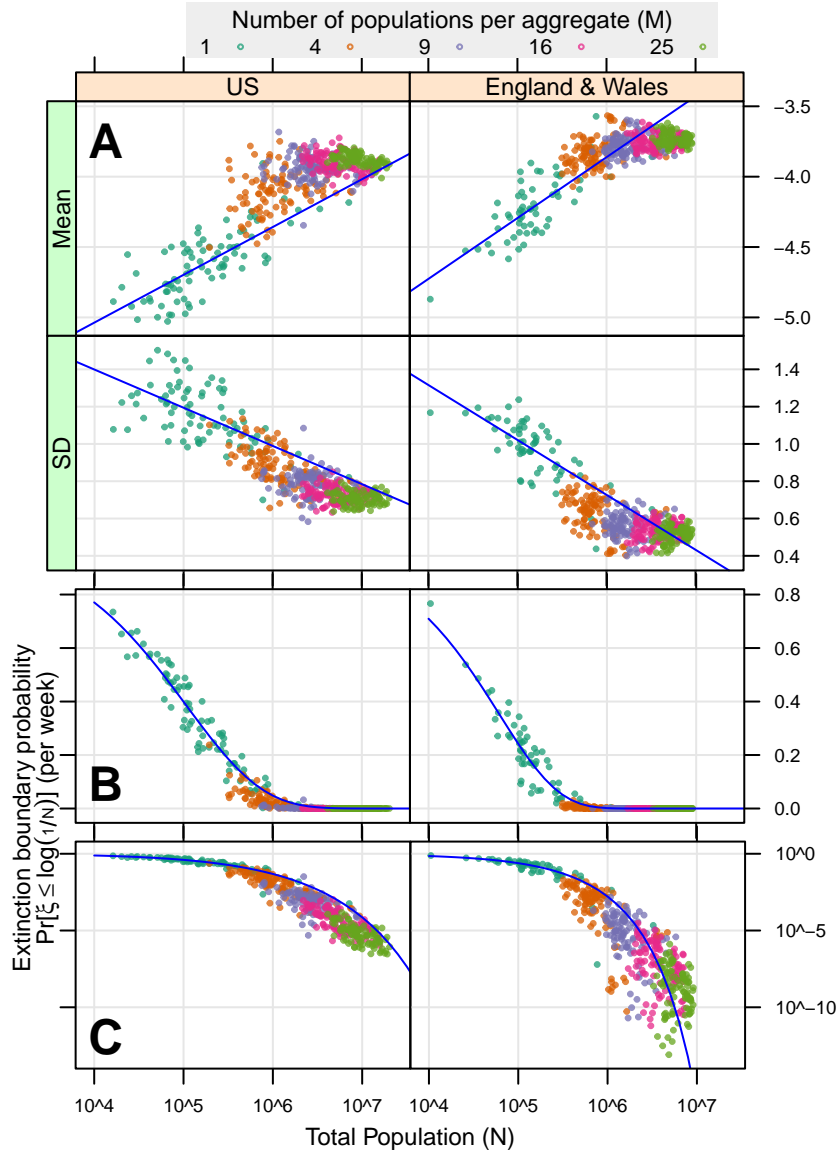 Number of populations per aggregate (M)
1 4 9 16 25
US England & Wales
A
Mean
−3.5
−4.0
−4.5
−5.0
SD
1.4
1.2
1.0
0.8
0.6
0.4
B
0.8
0.6
0.4
0.2
0.0
Extinction boundary probability
Pr[ξ ≤ log(1/N)] (per week)
C
10^0
10^−5
10^−10
10^4 10^5 10^6 10^7 10^4 10^5 10^6 10^7
Total Population (N)